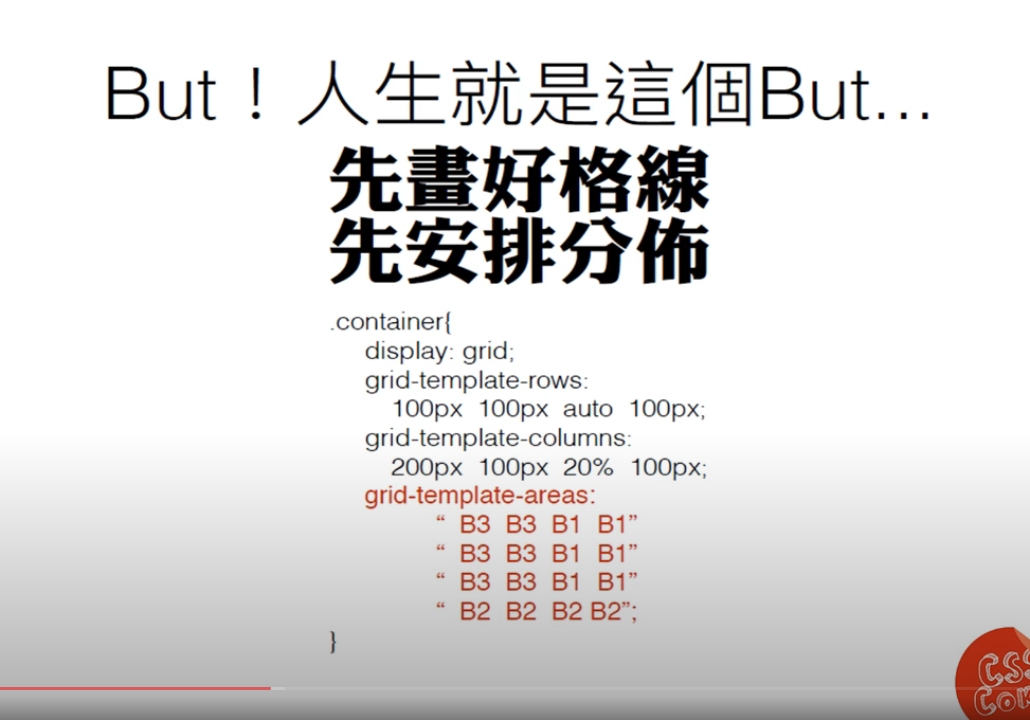 But！人生就是這個But...
先畫好格線
先安排分佈
.container{
display: grid;
grid-template-rows:
100px 100px auto 100px;
grid-template-columns:
200px 100px 20% 100px;
grid-template-areas:
“ B3 B3 B1 B1”
“ B3 B3 B1 B1”
“ B3 B3 B1 B1”
“ B2 B2 B2 B2”;
}